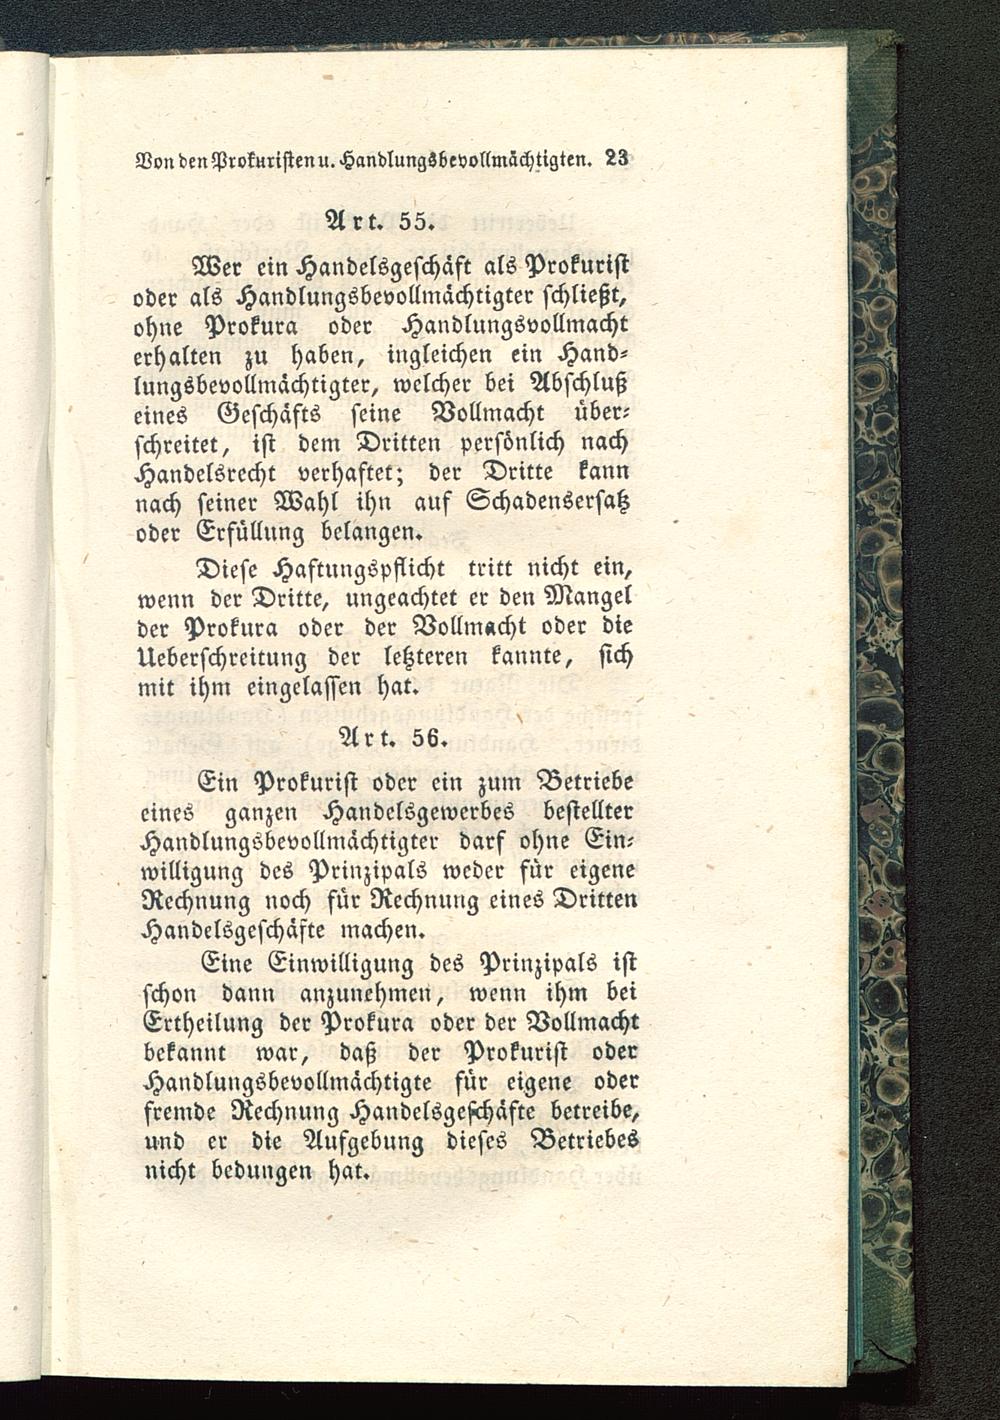 Von den Prokuristen u. Handlungsbevollmächtigten. 23
Art. 55.
Wer ein Handelsgeschäft als Prokurist
oder als Handlungsbevollmächtigter schließt,
ohne Prokura oder Handlungsvollmacht
erhalten zu haben, ingleichen ein Hand-
lungsbevollmächtigter, welcher bei Abschluß
eines Geschäfts seine Vollmacht über-
schreitet, ist dem Dritten persönlich nach
Handelsrecht verhaftet; der Dritte kann
nach seiner Wahl ihn auf Schadensersatz
oder Erfüllung belangen.
Diese Haftungspflicht tritt nicht ein,
wenn der Dritte, ungeachtet er den Mangel
der Prokura oder der Vollmacht oder die
Ueberschreitung der letzteren kannte, sich
mit ihm eingelassen hat.
Art. 56.
Ein Prokurist oder ein zum Betriebe
eines ganzen Handelsgewerbes bestellter
Handlungsbevollmächtigter darf ohne Ein-
willigung des Prinzipals weder für eigene
Rechnung noch für Rechnung eines Dritten
Handelsgeschäfte machen.
Eine Einwilligung des Prinzipals ist
schon dann anzunehmen, wenn ihm bei
Ertheilung der Prokura oder der Vollmacht
bekannt war, daß der Prokurist oder
Handlungsbevollmächtigte für eigene oder
fremde Rechnung Handelsgeschäfte betreibe,
und er die Aufgebung dieses Betriebes
nicht bedungen hat.